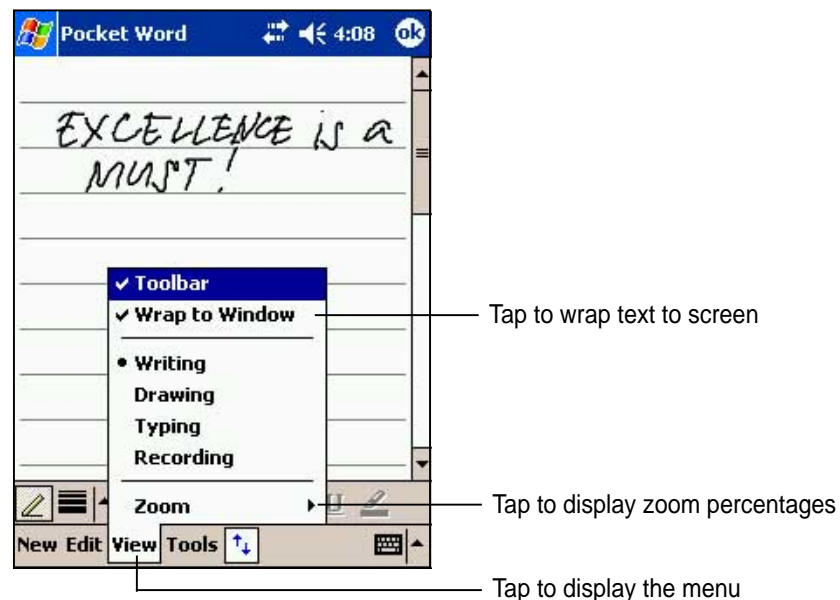 Pocket Word 4:08 ok
EXCELLENCE is a
MUST!
Toolbar
Wrap to Window
Tap to wrap text to screen
Writing
Drawing
Typing
Recording
Zoom
U
Tap to display zoom percentages
New Edit View Tools
Tap to display the menu